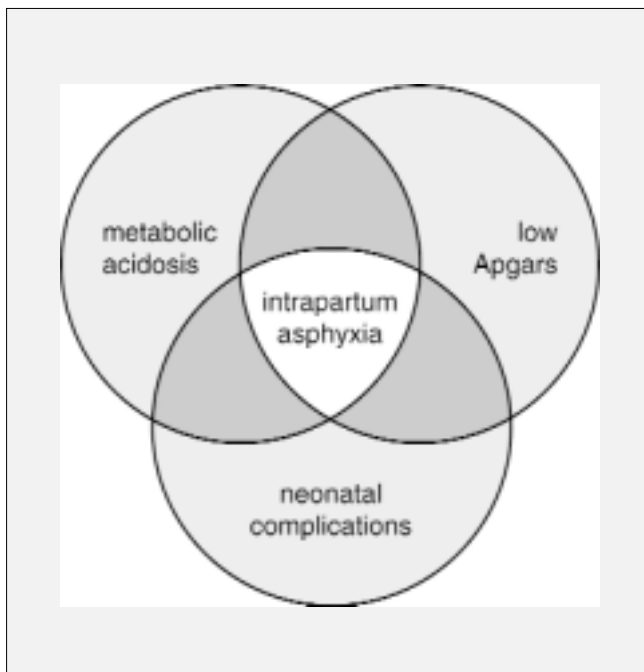 metabolic
acidosis
low
Apgars
intrapartum
asphyxia
neonatal
complications